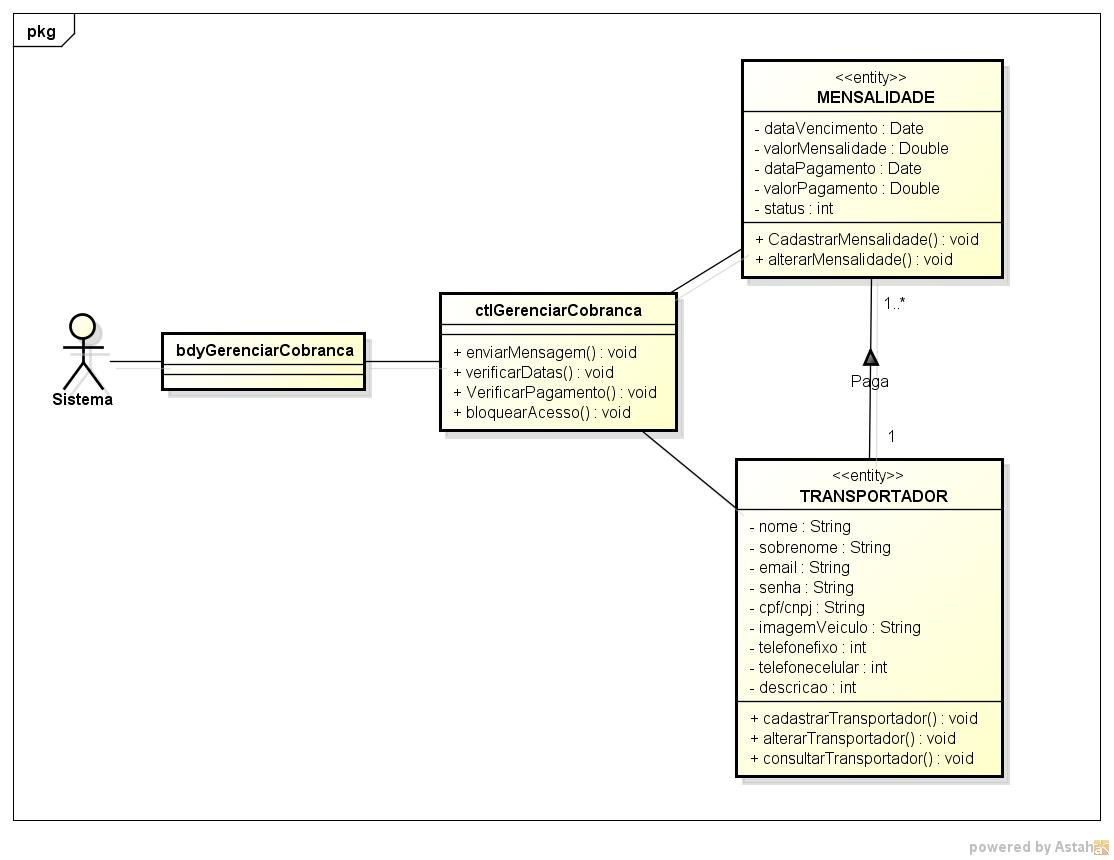 pkg
<<entity>>
MENSALIDADE
- dataVencimento : Date
- valorMensalidade : Double
- dataPagamento : Date
- valorPagamento : Double
- status : int
+ CadastrarMensalidade() : void
+ alterarMensalidade() : void
1..*
Paga
1
Sistema
bdyGerenciarCobranca
ctlGerenciarCobranca
+ enviarMensagem() : void
+ verificarDatas() : void
+ VerificarPagamento() : void
+ bloquearAcesso() : void
<<entity>>
TRANSPORTADOR
- nome : String
- sobrenome : String
- email : String
- senha : String
- cpf/cnpj : String
- imagemVeiculo : String
- telefonefixo : int
- telefonecelular : int
- descricao : int
+ cadastrarTransportador() : void
+ alterarTransportador() : void
+ consultarTransportador() : void
powered by Astah